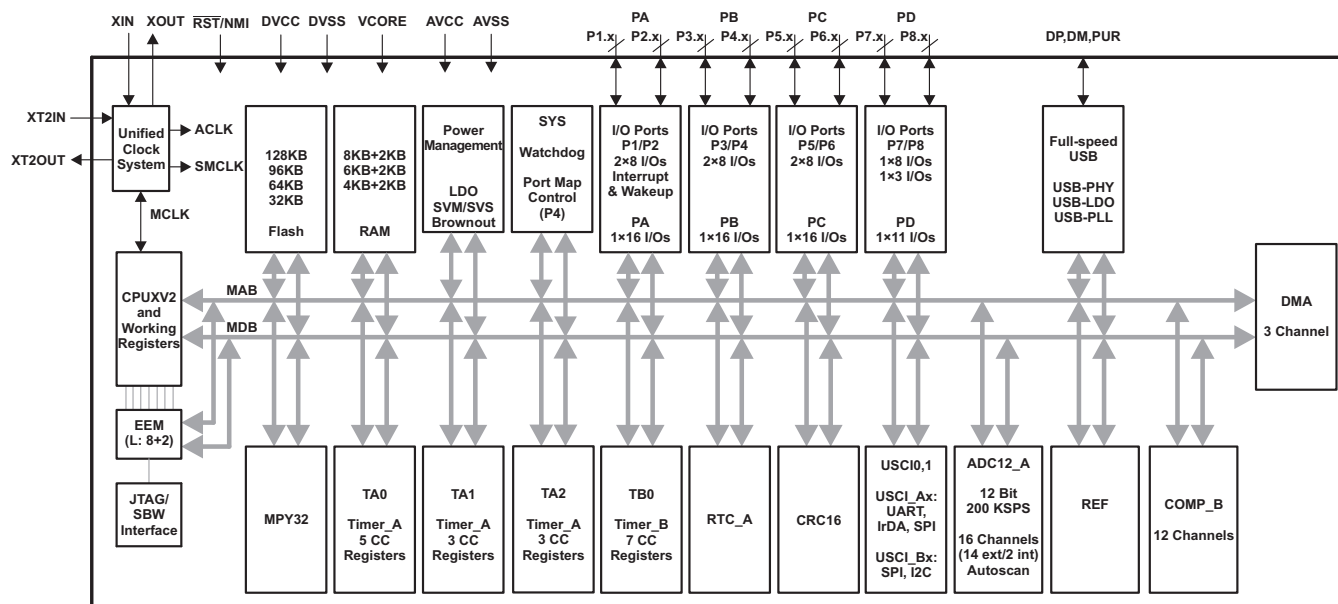 XIN
XOUT
RST/NMI
DVCC
DVSS
VCORE
AVCC
AVSS
PA
P1.x
P2.x
PB
P3.x
P4.x
PC
P5.x
P6.x
PD
P7.x
P8.x
DP,DM,PUR
XT2IN
XT2OUT
Unified
Clock
System
ACLK
SMCLK
MCLK
128KB
96KB
64KB
32KB
Flash
8KB+2KB
6KB+2KB
4KB+2KB
RAM
Power
Management
LDO
SVM/SVS
Brownout
SYS
Watchdog
Port Map
Control
(P4)
I/O Ports
P1/P2
2×8 I/Os
Interrupt
& Wakeup
PA
1×16 I/Os
I/O Ports
P3/P4
2×8 I/Os
PB
1×16 I/Os
I/O Ports
P5/P6
2×8 I/Os
PC
1×16 I/Os
I/O Ports
P7/P8
1×8 I/Os
1×3 I/Os
PD
1×11 I/Os
Full-speed
USB
USB-PHY
USB-LDO
USB-PLL
CPUXV2
and
Working
Registers
MAB
MDB
DMA
3 Channel
EEM
(L: 8+2)
JTAG/
SBW
Interface
MPY32
TA0
Timer_A
5 CC
Registers
TA1
Timer_A
3 CC
Registers
TA2
Timer_A
3 CC
Registers
TB0
Timer_B
7 CC
Registers
RTC_A
CRC16
USCI0,1
USCI_Ax:
UART,
IrDA, SPI
USCI_Bx:
SPI, I2C
ADC12_A
12 Bit
200 KSPS
16 Channels
(14 ext/2 int)
Autoscan
REF
COMP_B
12 Channels